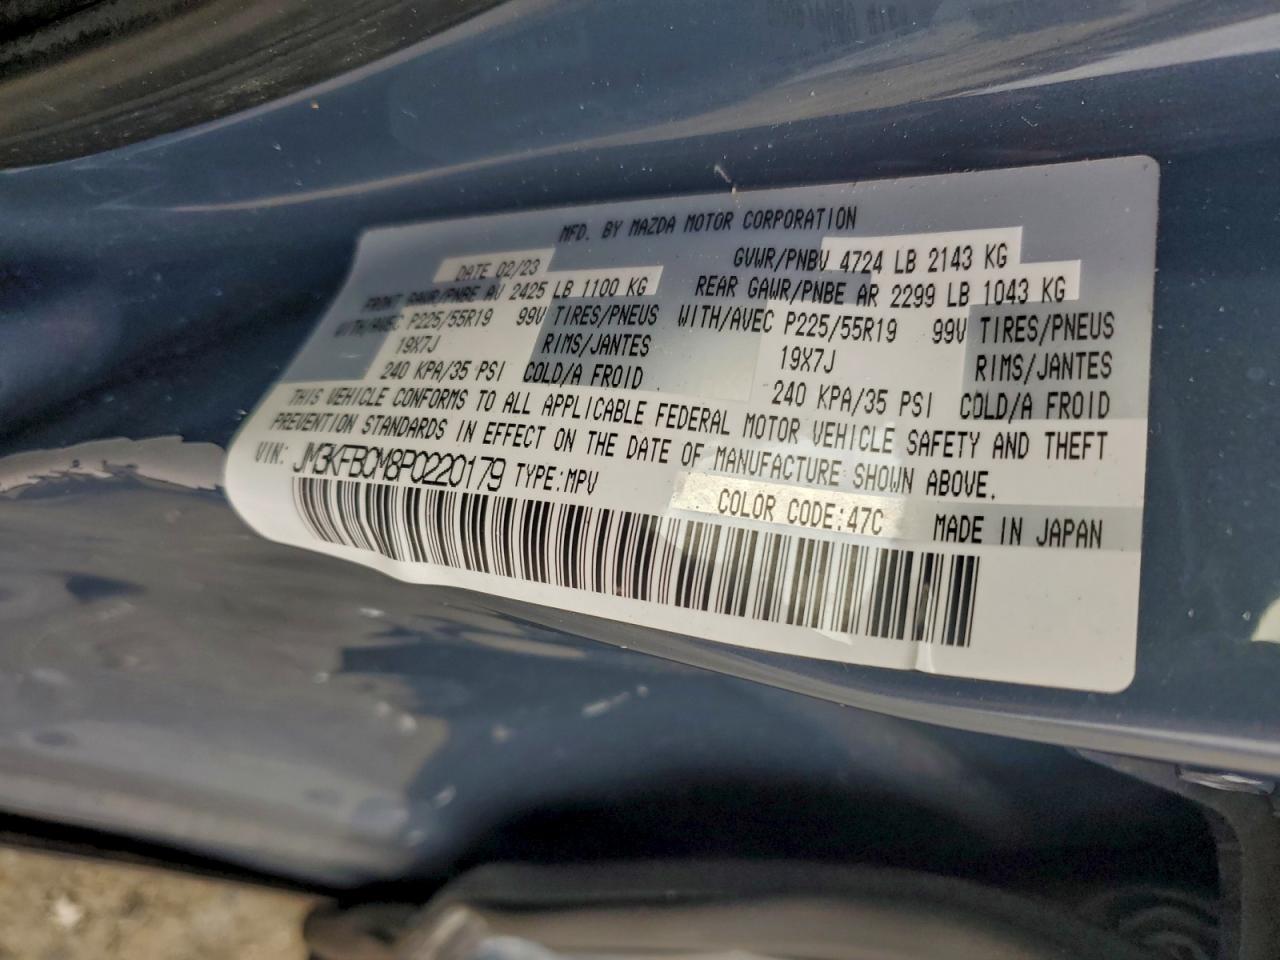 MFD. BY MAZDA MOTOR CORPORATION
DATE 02/23 GVWR/PNBV 4724 LB 2143 KG
FRONT GAWR/PNBE AV 2425 LB 1100 KG REAR GAWR/PNBE AR 2299 LB 1043 KG
WITH/AVEC P225/55R19 99V TIRES/PNEUS WITH/AVEC P225/55R19 99V TIRES/PNEUS
19X7J RIMS/JANTES 19X7J RIMS/JANTES
240 KPA/35 PSI COLD/A FROID 240 KPA/35 PSI COLD/A FROID
THIS VEHICLE CONFORMS TO ALL APPLICABLE FEDERAL MOTOR VEHICLE SAFETY AND THEFT
PREVENTION STANDARDS IN EFFECT ON THE DATE OF MANUFACTURE SHOWN ABOVE.
VIN: JM3KFBCM8P0220179 TYPE:MPV
COLOR CODE:47C MADE IN JAPAN